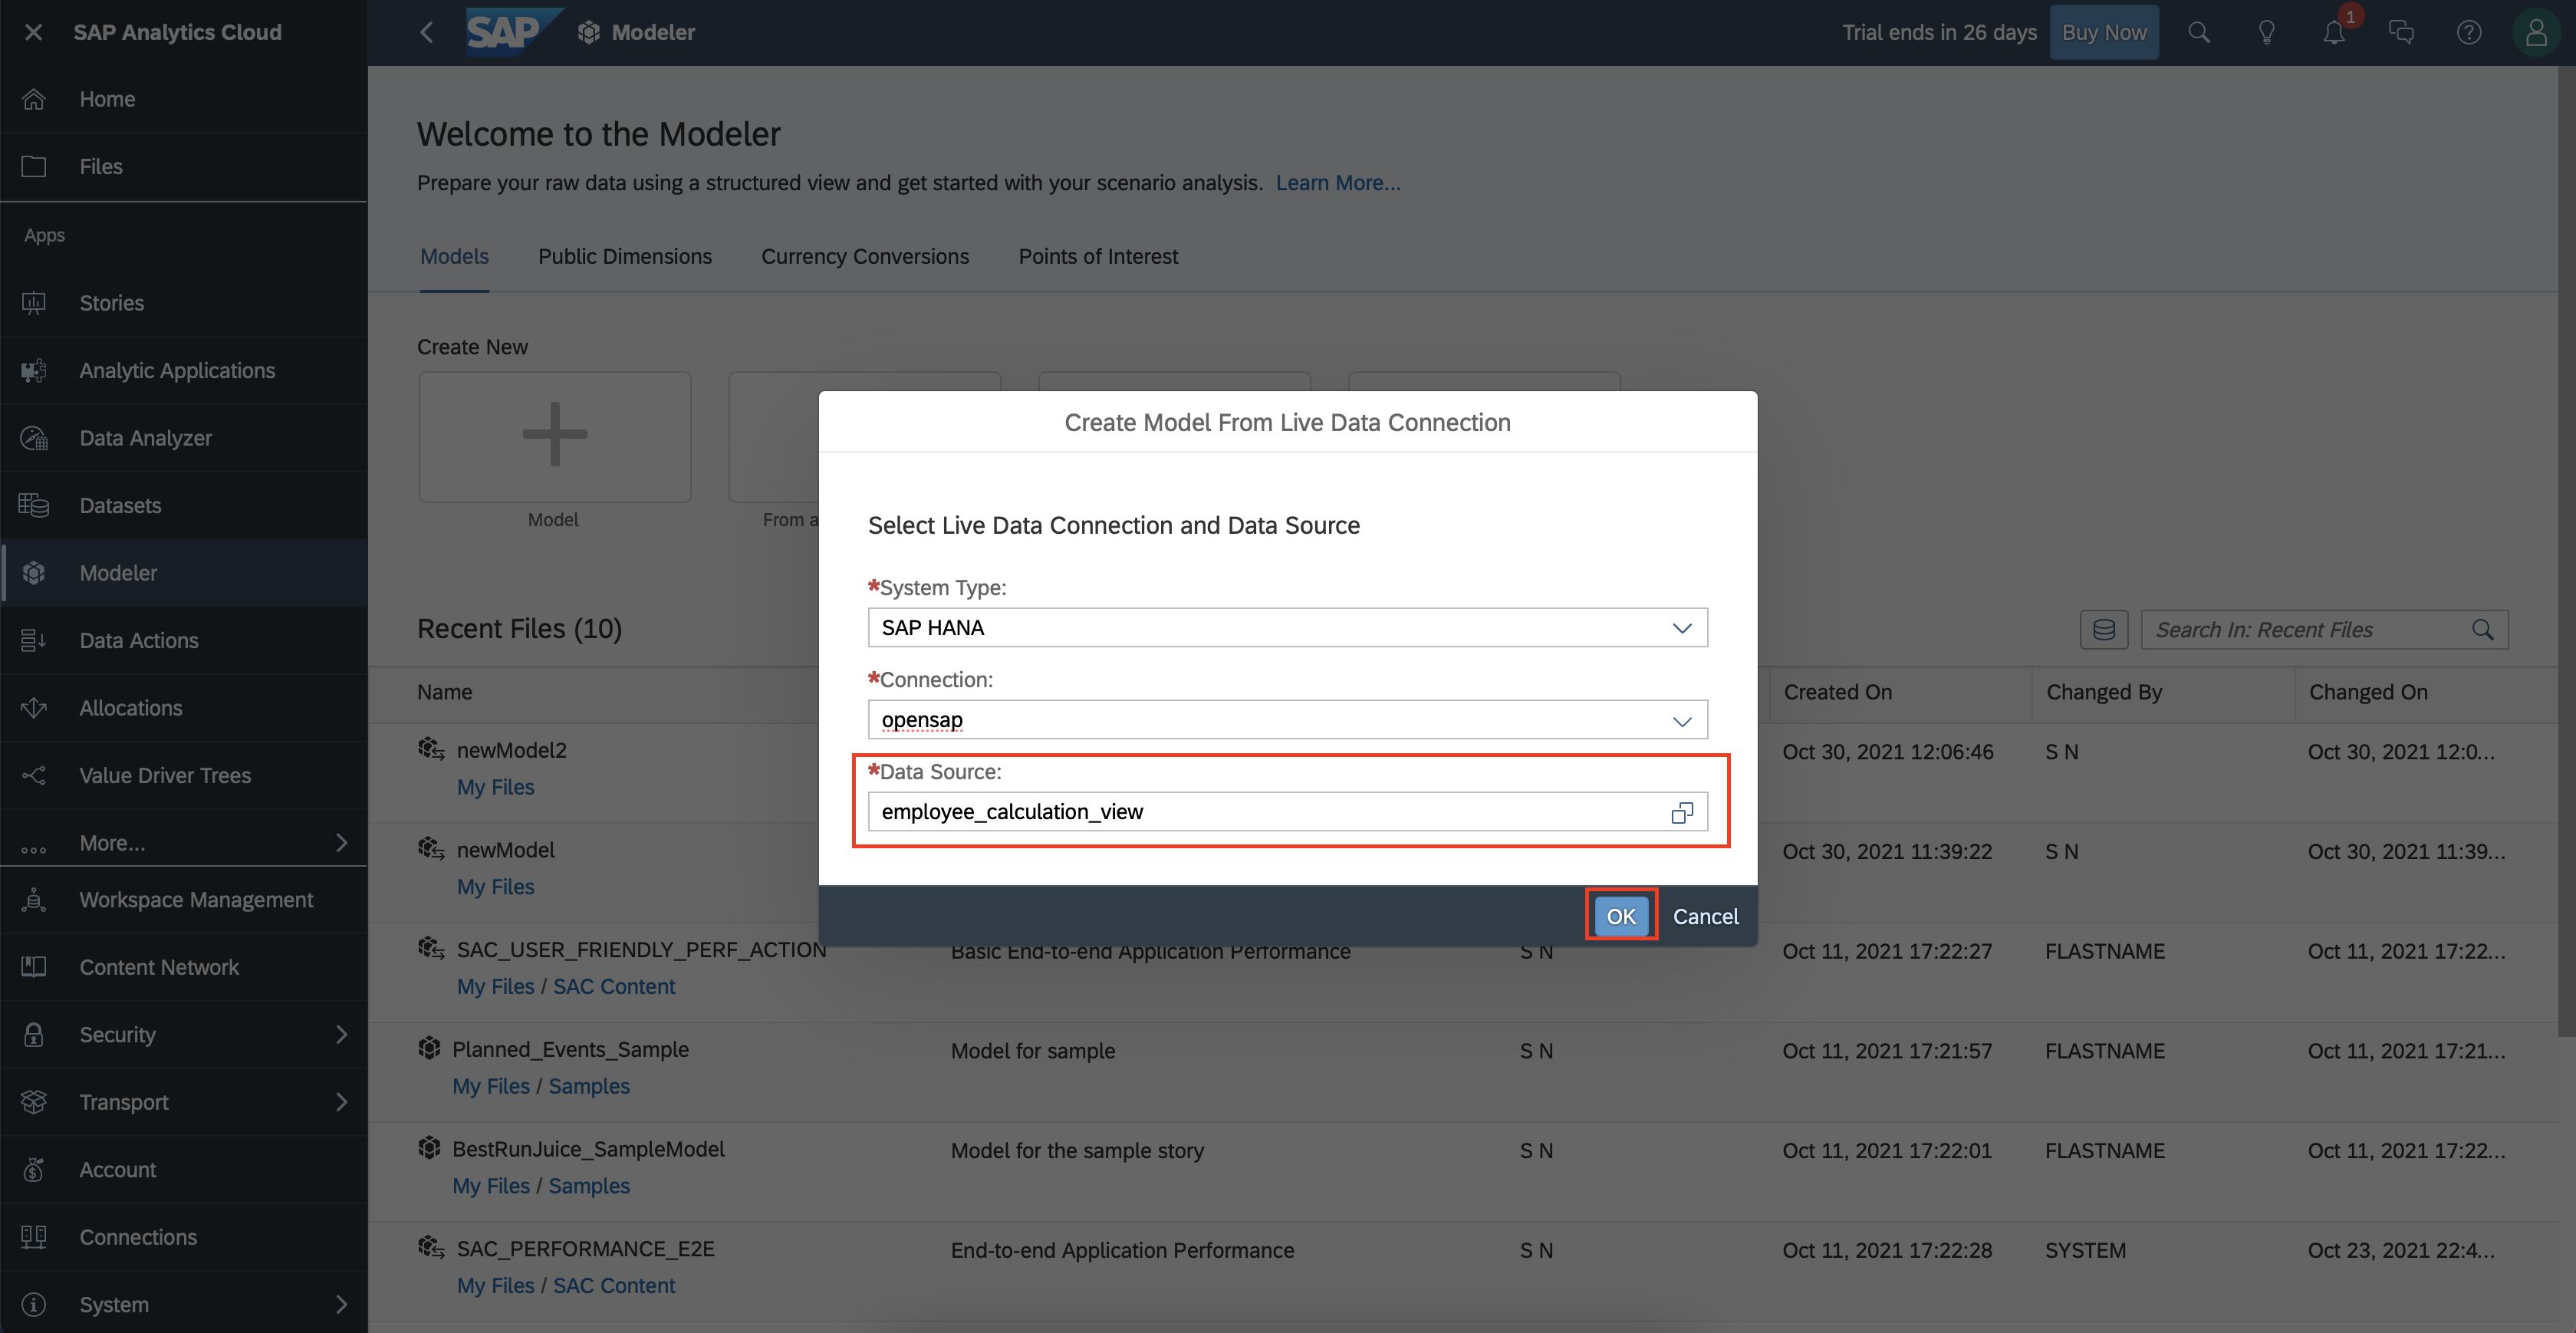 SAP Analytics Cloud
SAP
Modeler
Trial ends in 26 days
Buy Now
1
Home
Files
Apps
Stories
Analytic Applications
Data Analyzer
Datasets
Modeler
Data Actions
Allocations
Value Driver Trees
More...
Workspace Management
Content Network
Security
Transport
Account
Connections
System
Welcome to the Modeler
Prepare your raw data using a structured view and get started with your scenario analysis. Learn More...
Models Public Dimensions Currency Conversions Points of Interest
Create New
Model
From a
Create Model From Live Data Connection
Select Live Data Connection and Data Source
*System Type:
SAP HANA
*Connection:
opensap
*Data Source:
employee_calculation_view
OK Cancel
Recent Files (10)
Search In: Recent Files
Name Created On Changed By Changed On
newModel2 Oct 30, 2021 12:06:46 S N Oct 30, 2021 12:0...
My Files
newModel Oct 30, 2021 11:39:22 S N Oct 30, 2021 11:39...
My Files
SAC_USER_FRIENDLY_PERF_ACTION Basic End-to-end Application Performance S N Oct 11, 2021 17:22:27 FLASTNAME Oct 11, 2021 17:22...
My Files / SAC Content
Planned_Events_Sample Model for sample S N Oct 11, 2021 17:21:57 FLASTNAME Oct 11, 2021 17:21...
My Files / Samples
BestRunJuice_SampleModel Model for the sample story S N Oct 11, 2021 17:22:01 FLASTNAME Oct 11, 2021 17:22...
My Files / Samples
SAC_PERFORMANCE_E2E End-to-end Application Performance S N Oct 11, 2021 17:22:28 SYSTEM Oct 23, 2021 22:4...
My Files / SAC Content